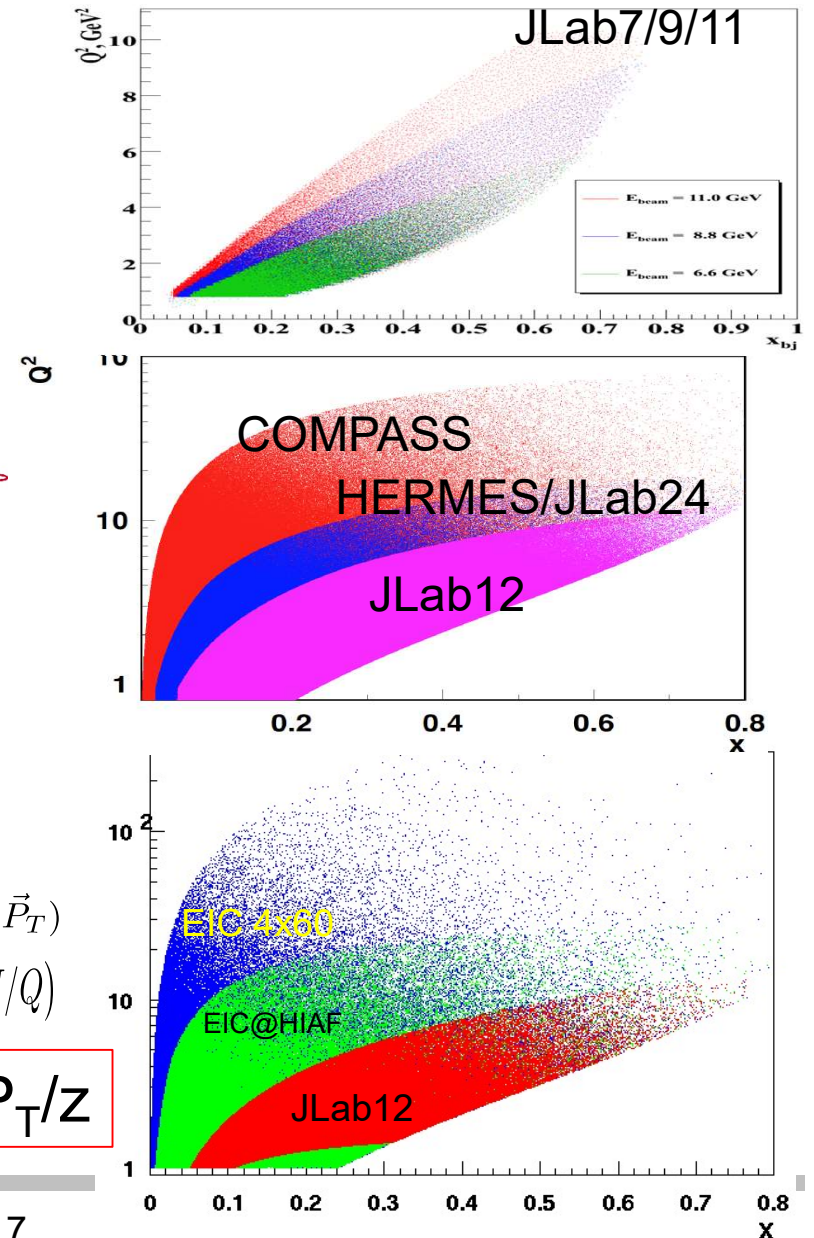 JLab7/9/11
Q², GeV²
10
8
6
4
2
0
E_beam = 11.0 GeV
E_beam = 8.8 GeV
E_beam = 6.6 GeV
0 0.1 0.2 0.3 0.4 0.5 0.6 0.7 0.8 0.9 1
x_bj
Q²
COMPASS
HERMES/JLab24
10
JLab12
1
0.2 0.4 0.6 0.8
x
10²
P⃗_T)
EIC 4x60
/Q)
10
EIC@HIAF
P_T/z
JLab12
1
0 0.1 0.2 0.3 0.4 0.5 0.6 0.7 0.8
x
7